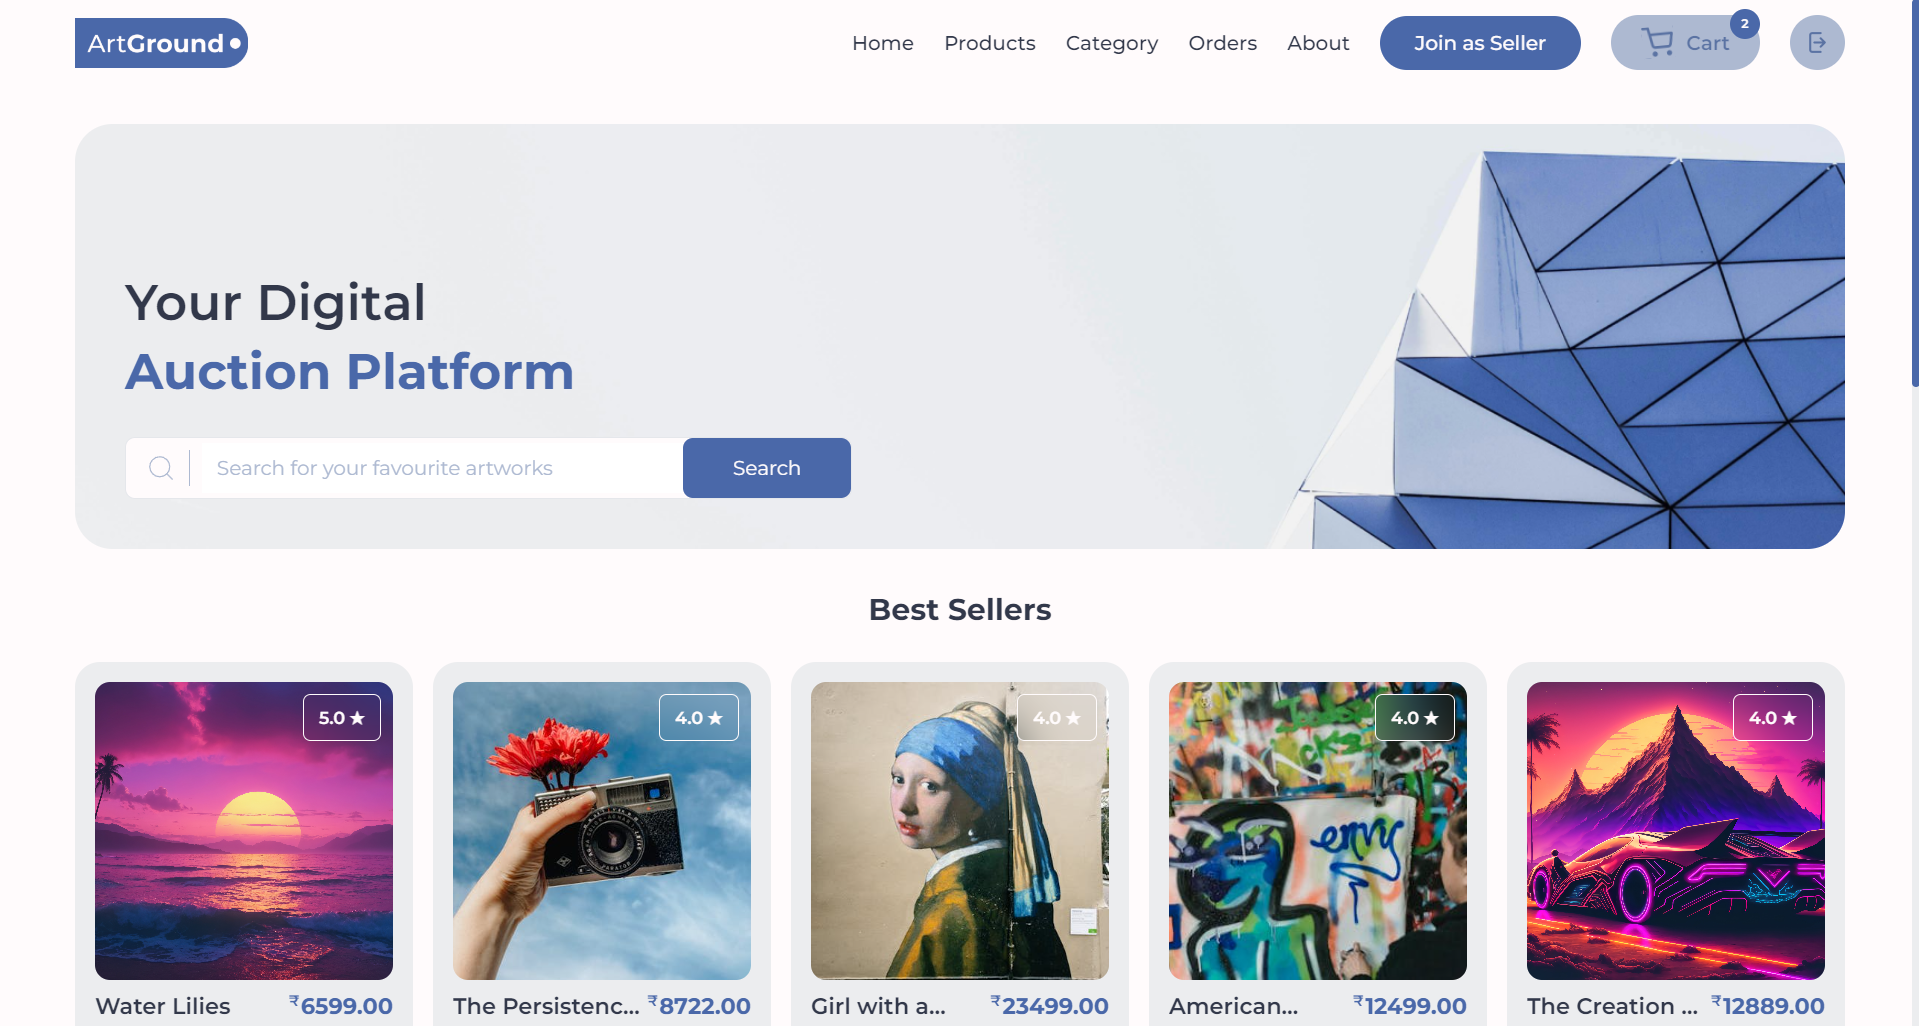 ArtGround
Home Products Category Orders About Join as Seller Cart 2
Your Digital
Auction Platform
Search for your favourite artworks Search
Best Sellers
5.0 ★ 4.0 ★ 4.0 ★ 4.0 ★ 4.0 ★
envy
Water Lilies ₹6599.00
The Persistenc... ₹8722.00
Girl with a... ₹23499.00
American... ₹12499.00
The Creation ... ₹12889.00